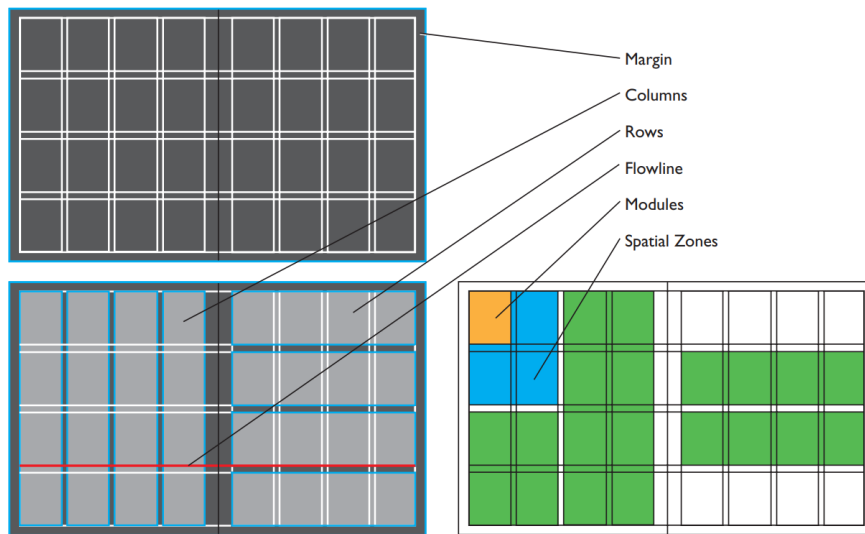 Margin
Columns
Rows
Flowline
Modules
Spatial Zones